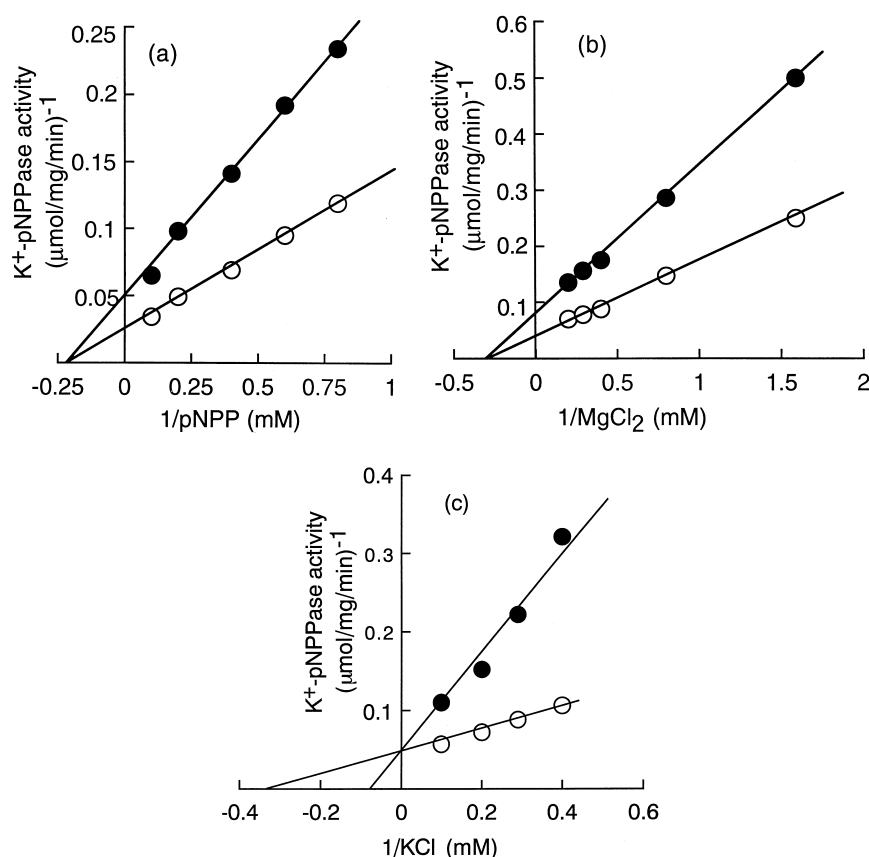 (a)
K+-pNPPase activity
(μmol/mg/min)-1
0.25
0.2
0.15
0.1
0.05
-0.25 0 0.25 0.5 0.75 1
1/pNPP (mM)
(b)
K+-pNPPase activity
(μmol/mg/min)-1
0.6
0.5
0.4
0.3
0.2
0.1
-0.5 0 0.5 1 1.5 2
1/MgCl2 (mM)
(c)
K+-pNPPase activity
(μmol/mg/min)-1
0.4
0.3
0.2
0.1
-0.4 -0.2 0 0.2 0.4 0.6
1/KCl (mM)